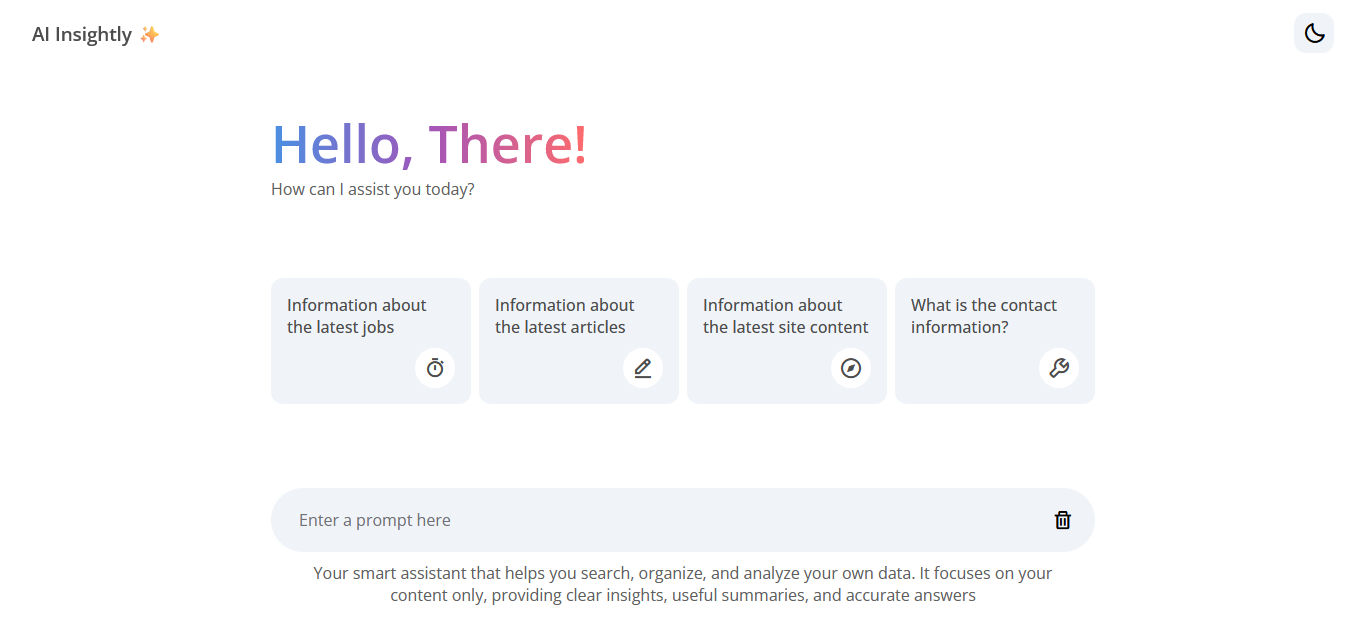 AI Insightly ✨
Hello, There!
How can I assist you today?
Information about
the latest jobs
Information about
the latest articles
Information about
the latest site content
What is the contact
information?
Enter a prompt here
Your smart assistant that helps you search, organize, and analyze your own data. It focuses on your
content only, providing clear insights, useful summaries, and accurate answers